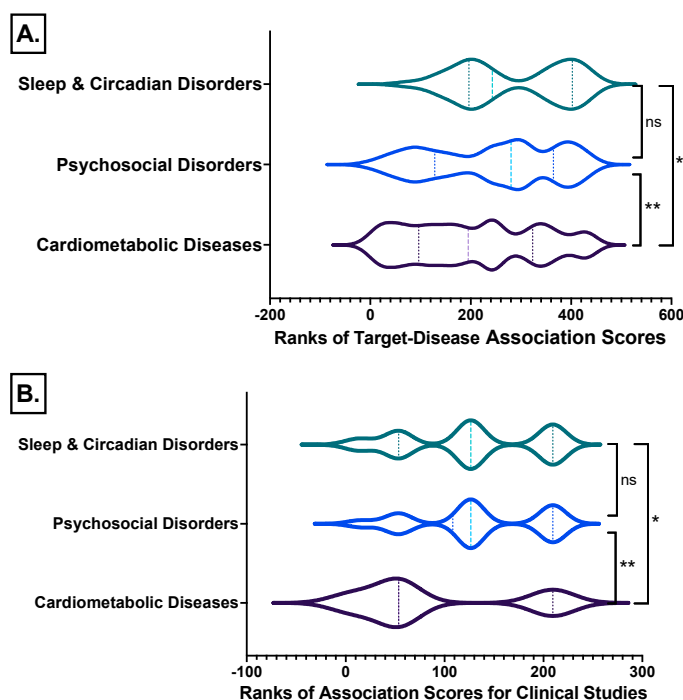 A.
Sleep & Circadian Disorders
Psychosocial Disorders
Cardiometabolic Diseases
ns
*
**
-200 0 200 400 600
Ranks of Target-Disease Association Scores
B.
Sleep & Circadian Disorders
Psychosocial Disorders
Cardiometabolic Diseases
ns
*
**
-100 0 100 200 300
Ranks of Association Scores for Clinical Studies